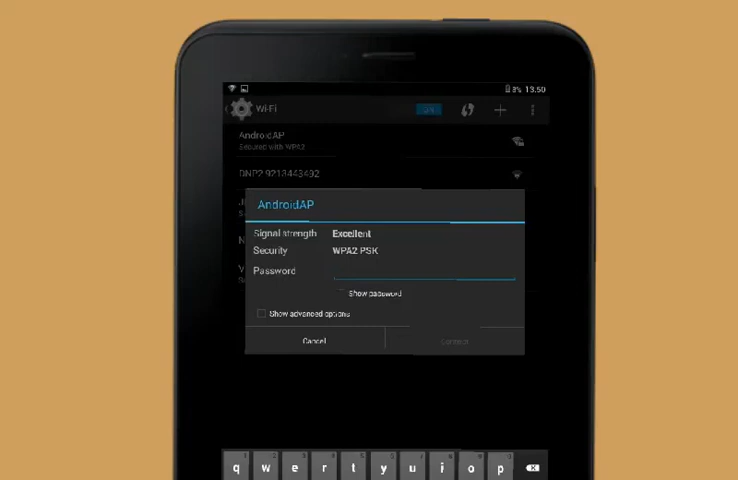 8% 13.50
Wi-Fi
ON
AndroidAP
Secured with WPA2
DNP2 9213443492
AndroidAP
Signal strength Excellent
Security WPA2 PSK
Password
Show password
Show advanced options
Cancel Connect
q w e r t y u i o p